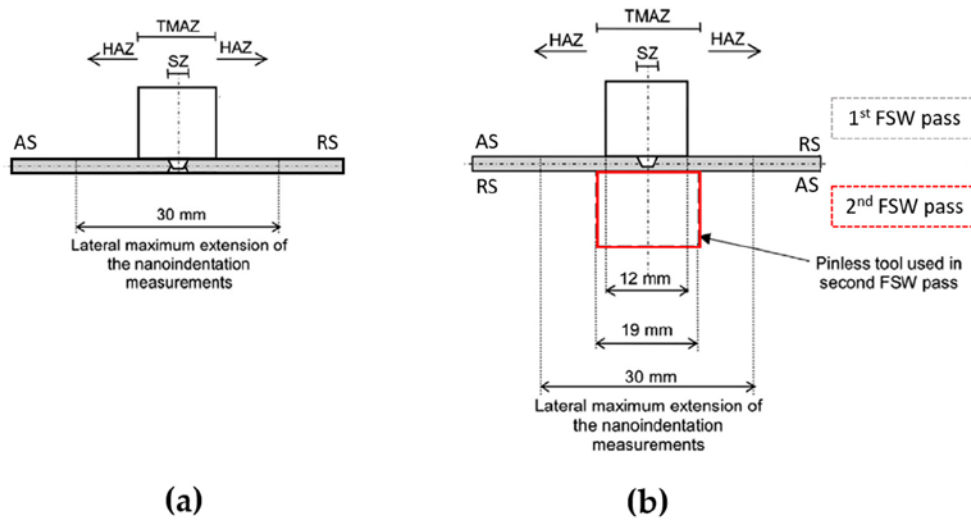 TMAZ
HAZ
HAZ
SZ
AS
RS
30 mm
Lateral maximum extension of
the nanoindentation
measurements
(a)
TMAZ
HAZ
HAZ
SZ
AS
RS
RS
AS
1st FSW pass
2nd FSW pass
Pinless tool used in
second FSW pass
12 mm
19 mm
30 mm
Lateral maximum extension of
the nanoindentation
measurements
(b)